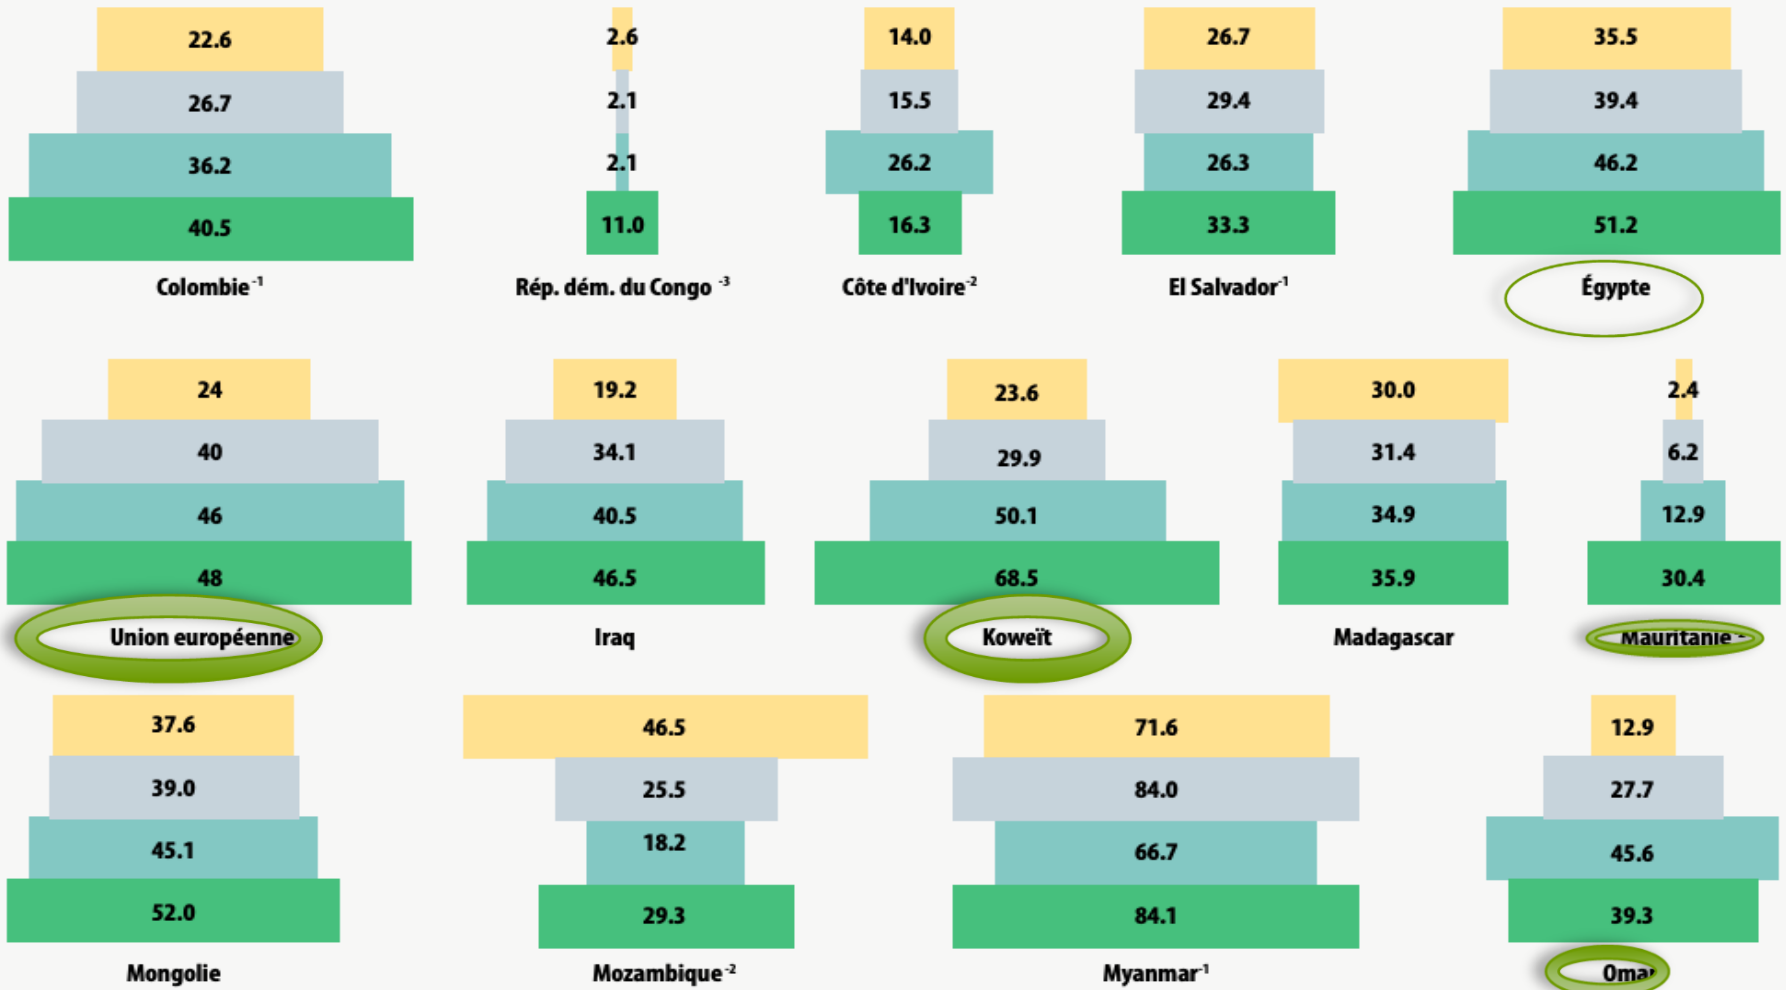 22.6 2.6 14.0 26.7 35.5
26.7 2.1 15.5 29.4 39.4
36.2 2.1 26.2 26.3 46.2
40.5 11.0 16.3 33.3 51.2
Colombie-1 Rép. dém. du Congo -3 Côte d'Ivoire-2 El Salvador-1 Égypte
24 19.2 23.6 30.0 2.4
40 34.1 29.9 31.4 6.2
46 40.5 50.1 34.9 12.9
48 46.5 68.5 35.9 30.4
Union européenne Iraq Koweït Madagascar Mauritanie
37.6 46.5 71.6 12.9
39.0 25.5 84.0 27.7
45.1 18.2 66.7 45.6
52.0 29.3 84.1 39.3
Mongolie Mozambique-2 Myanmar-1 Oman